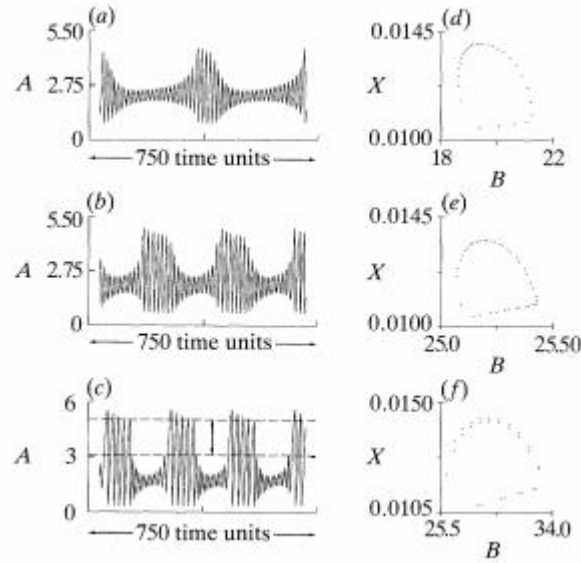 (a)
5.50
A 2.75
0
750 time units
(b)
5.50
A 2.75
0
750 time units
(c)
6
A 3
0
750 time units
(d)
0.0145
X
0.0100
18 22
B
(e)
0.0145
X
0.0100
25.0 25.50
B
(f)
0.0150
X
0.0105
25.5 34.0
B